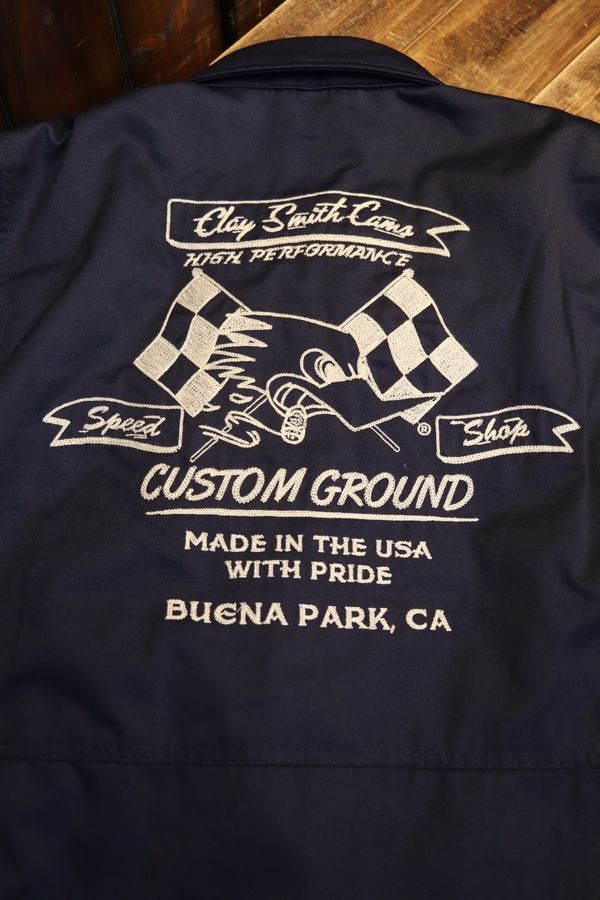 Clay Smith Cams
HIGH PERFORMANCE
®
Speed Shop
CUSTOM GROUND
MADE IN THE USA
WITH PRIDE
BUENA PARK, CA